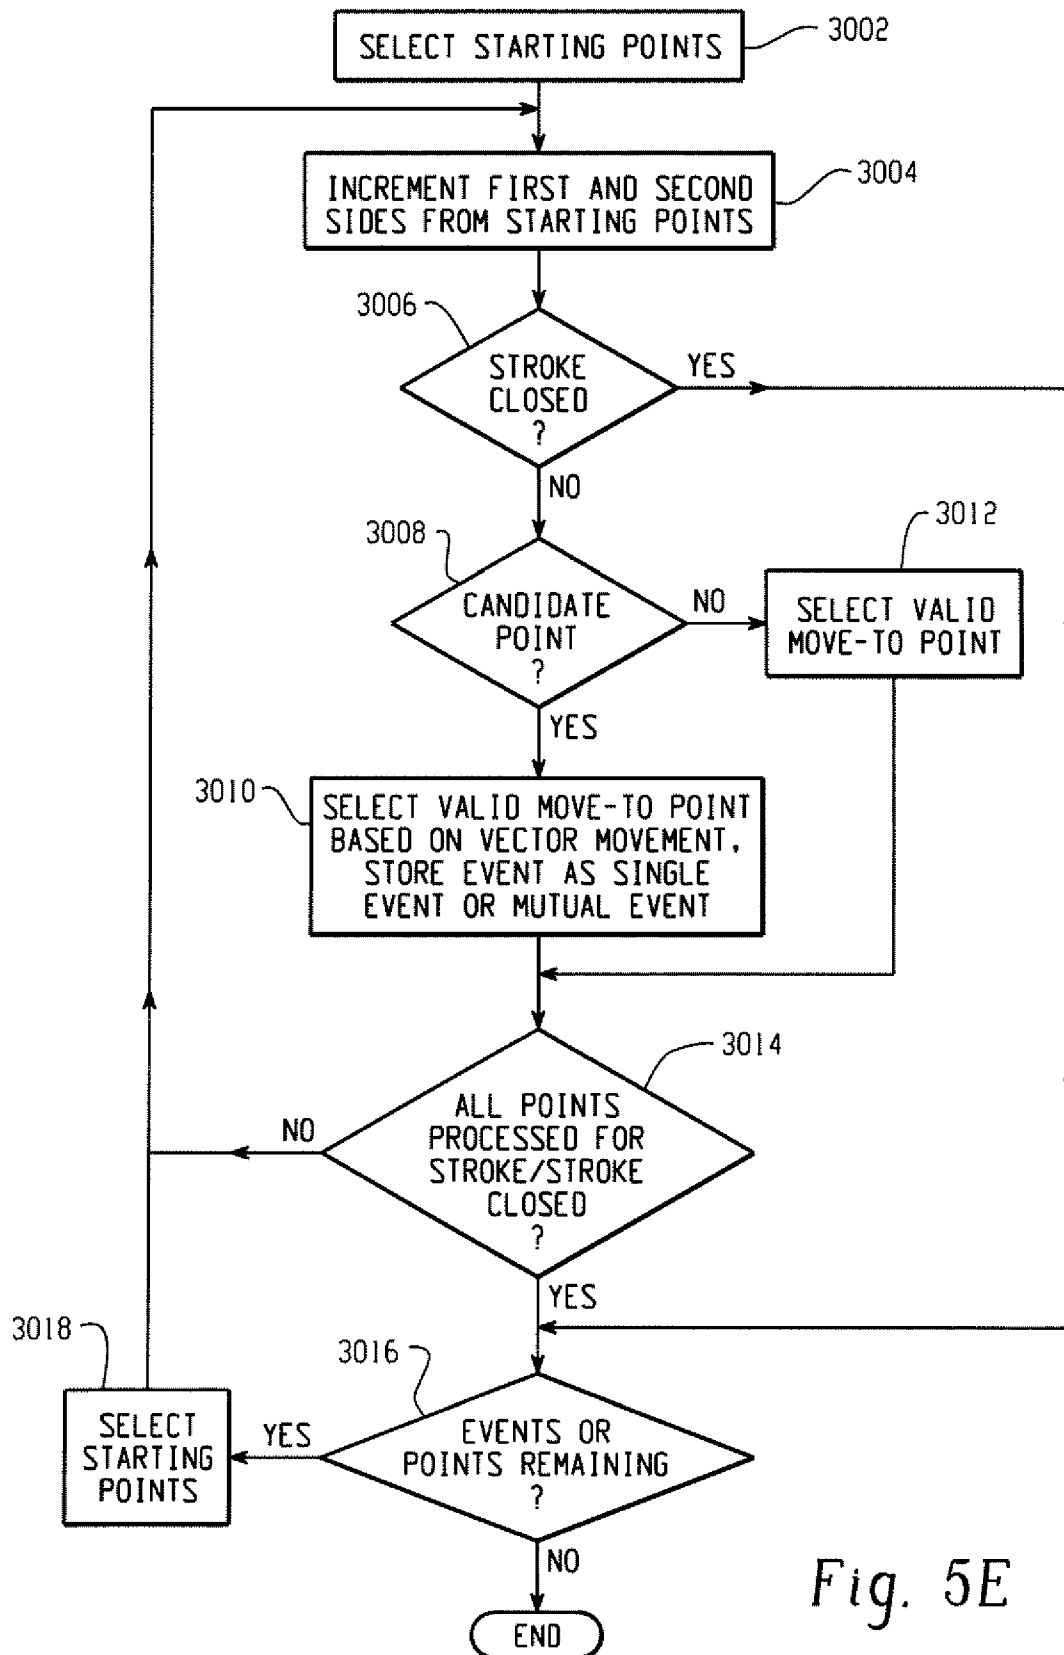 SELECT STARTING POINTS
3002
INCREMENT FIRST AND SECOND
SIDES FROM STARTING POINTS
3004
3006
STROKE
CLOSED
?
YES
NO
3008
CANDIDATE
POINT
?
NO
3012
SELECT VALID
MOVE-TO POINT
YES
3010
SELECT VALID MOVE-TO POINT
BASED ON VECTOR MOVEMENT,
STORE EVENT AS SINGLE
EVENT OR MUTUAL EVENT
3014
ALL POINTS
PROCESSED FOR
STROKE/STROKE
CLOSED
?
NO
YES
3018
SELECT
STARTING
POINTS
3016
EVENTS OR
POINTS REMAINING
?
YES
NO
END
Fig. 5E